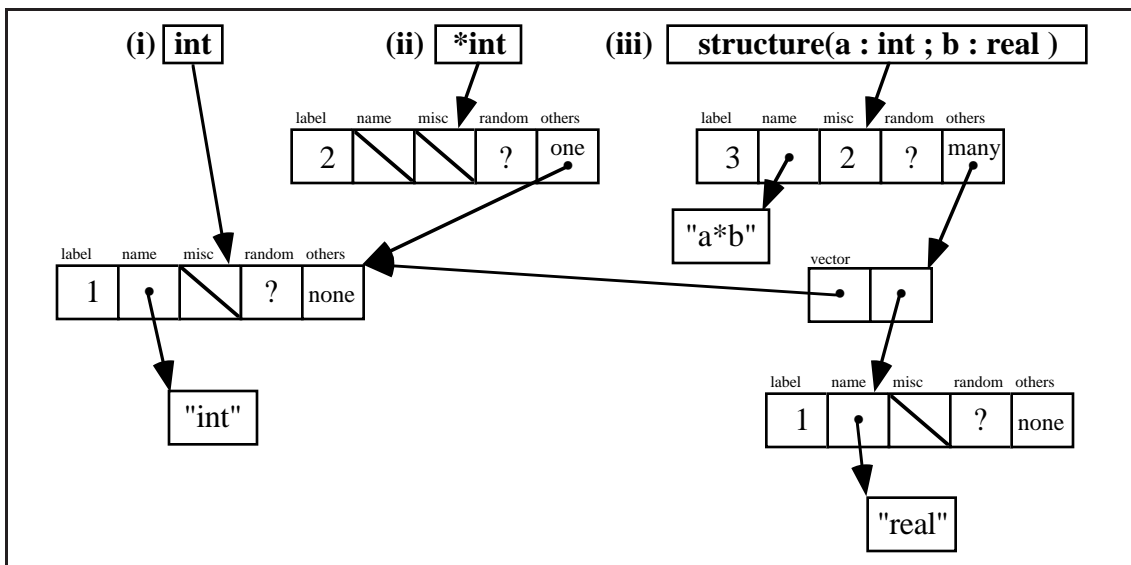 (i) int (ii) *int (iii) structure(a : int ; b : real )
label name misc random others
2 ? one
label name misc random others
3 2 ? many
"a*b"
label name misc random others
1 ? none
vector
"int"
label name misc random others
1 ? none
"real"